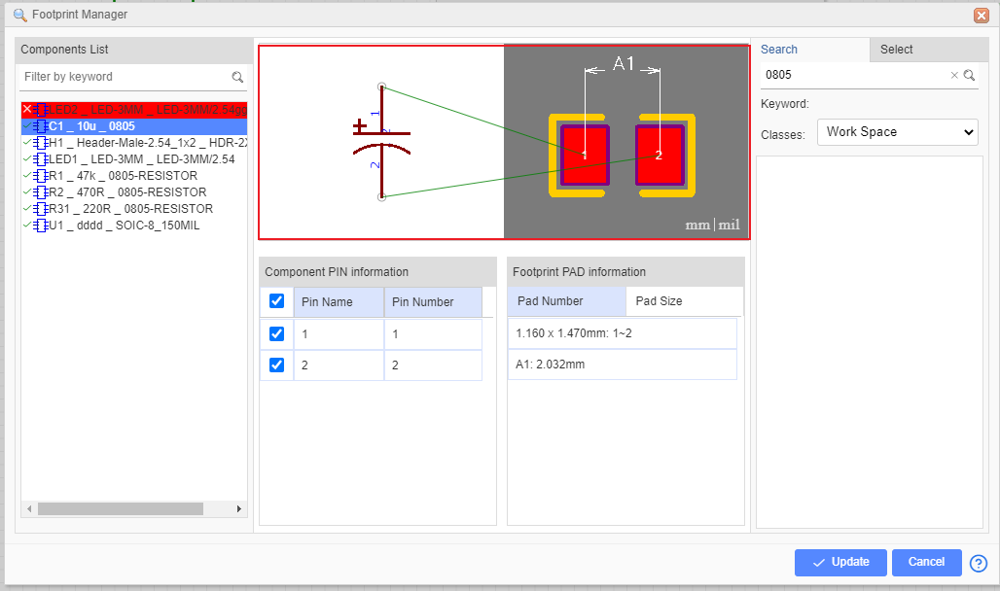 Footprint Manager
Components List
Filter by keyword
LED2 _ LED-3MM _ LED-3MM/2.54gg
C1 _ 10u _ 0805
H1 _ Header-Male-2.54_1x2 _ HDR-2
LED1 _ LED-3MM _ LED-3MM/2.54
R1 _ 47k _ 0805-RESISTOR
R2 _ 470R _ 0805-RESISTOR
R31 _ 220R _ 0805-RESISTOR
U1 _ dddd _ SOIC-8_150MIL
1
2
2
A1
1
2
mm|mil
Component PIN information
Pin Name
Pin Number
1
1
2
2
Footprint PAD information
Pad Number
Pad Size
1.160 x 1.470mm: 1~2
A1: 2.032mm
Search
Select
0805
Keyword:
Classes:
Work Space
Update
Cancel
?